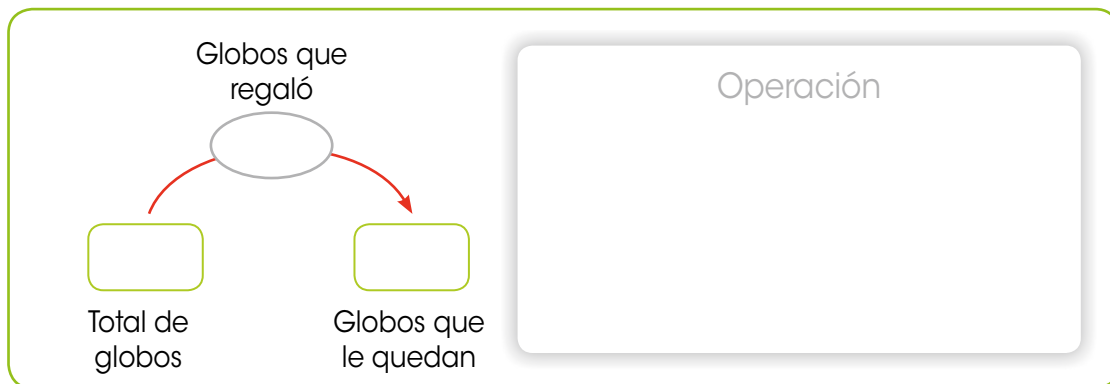 Globos que
regaló
Total de
globos
Globos que
le quedan
Operación